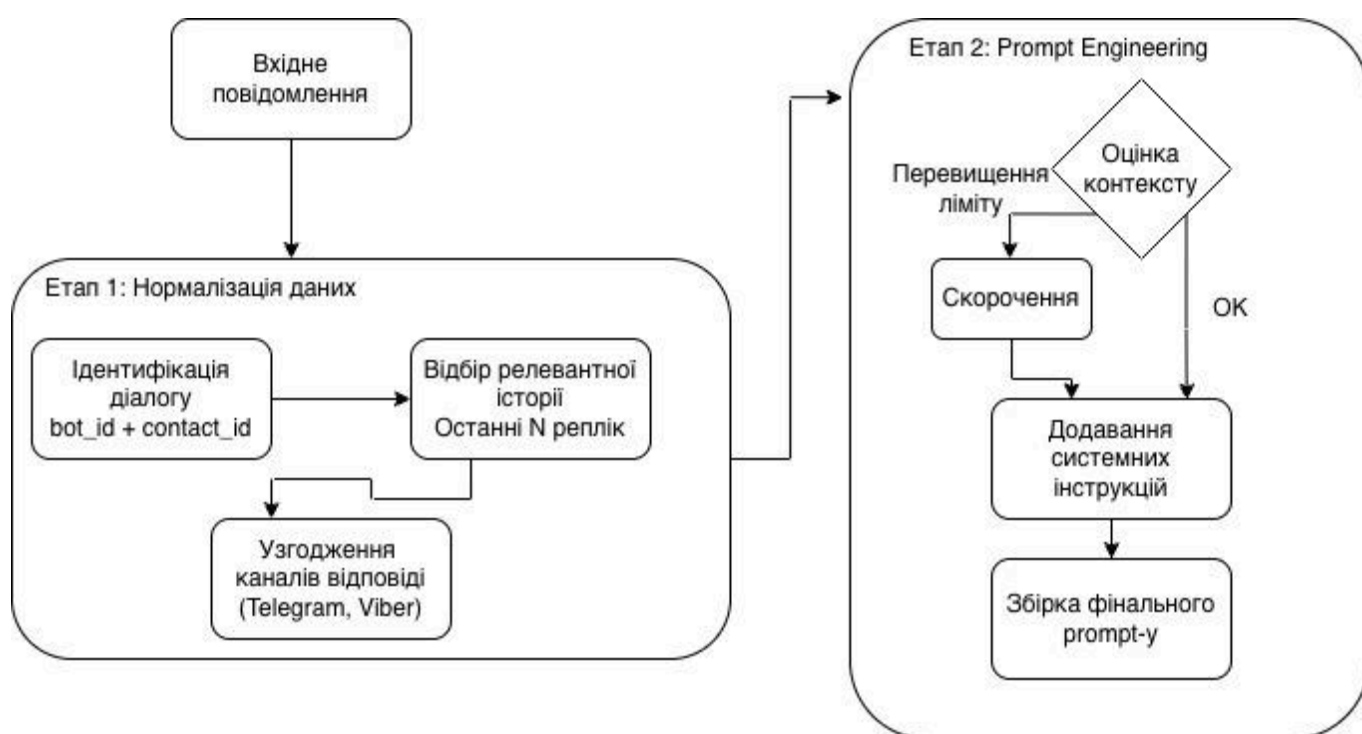 Вхідне
повідомлення
Етап 1: Нормалізація даних
Ідентифікація
діалогу
bot_id + contact_id
Відбір релевантної
історії
Останні N реплік
Узгодження
каналів відповіді
(Telegram, Viber)
Етап 2: Prompt Engineering
Оцінка
контексту
Перевищення
ліміту
Скорочення
OK
Додавання
системних
інструкцій
Збірка фінального
prompt-у